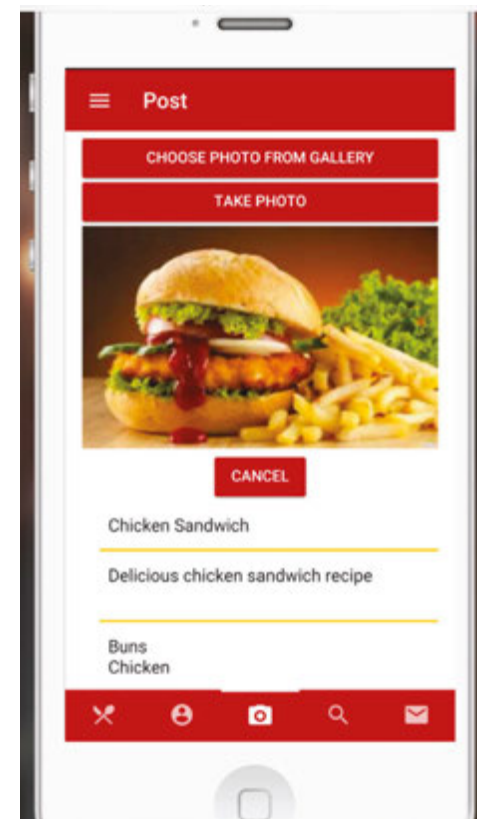 Post
CHOOSE PHOTO FROM GALLERY
TAKE PHOTO
CANCEL
Chicken Sandwich
Delicious chicken sandwich recipe
Buns
Chicken